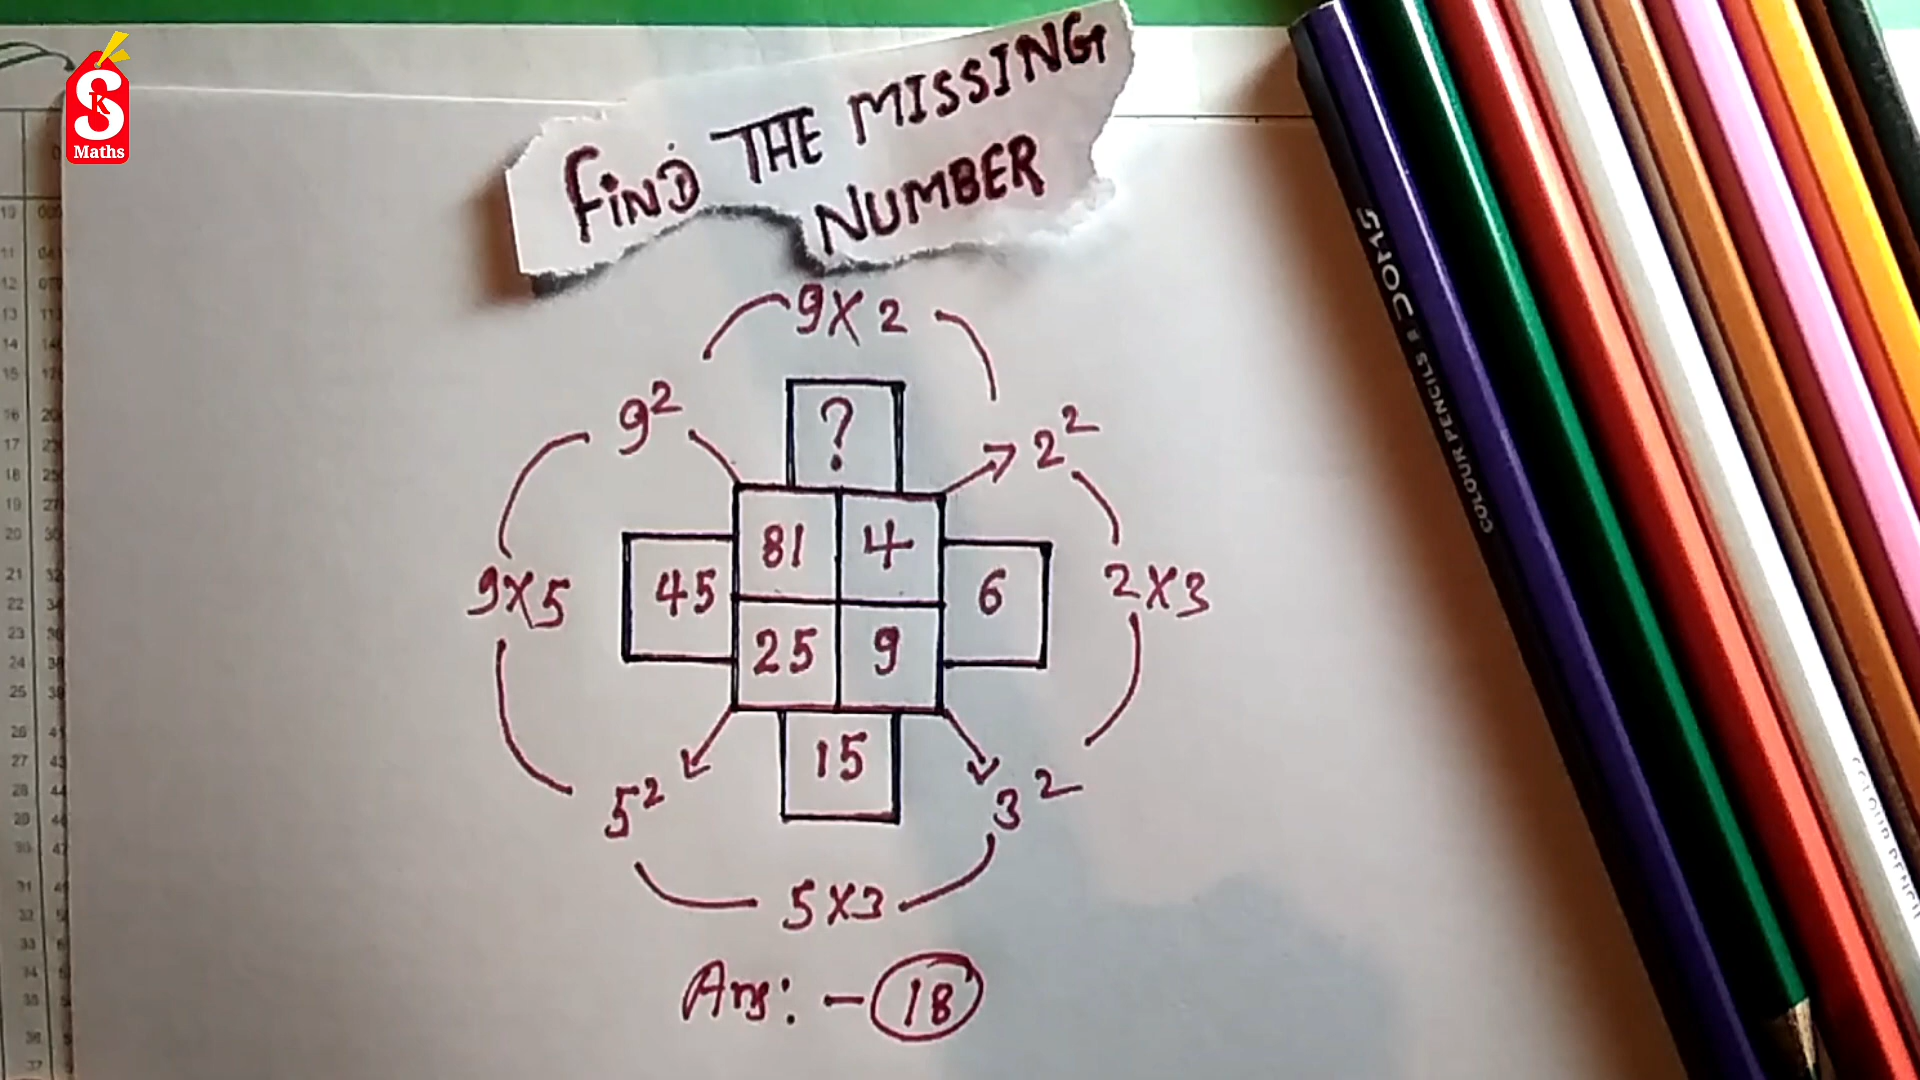 SK
Maths
FiND THE MISSING
NUMBER
9X2
9²
?
2²
81
4
9X5
45
6
2X3
25
9
15
5²
3²
5X3
Ans: - 18
DOMS
COLOUR PENCILS